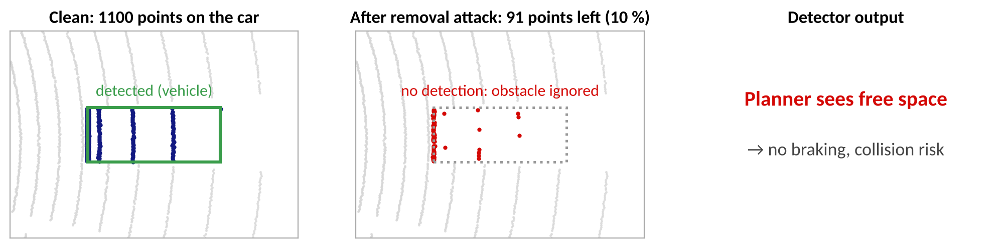 Clean: 1100 points on the car
After removal attack: 91 points left (10 %)
Detector output
detected (vehicle)
no detection: obstacle ignored
Planner sees free space
→ no braking, collision risk